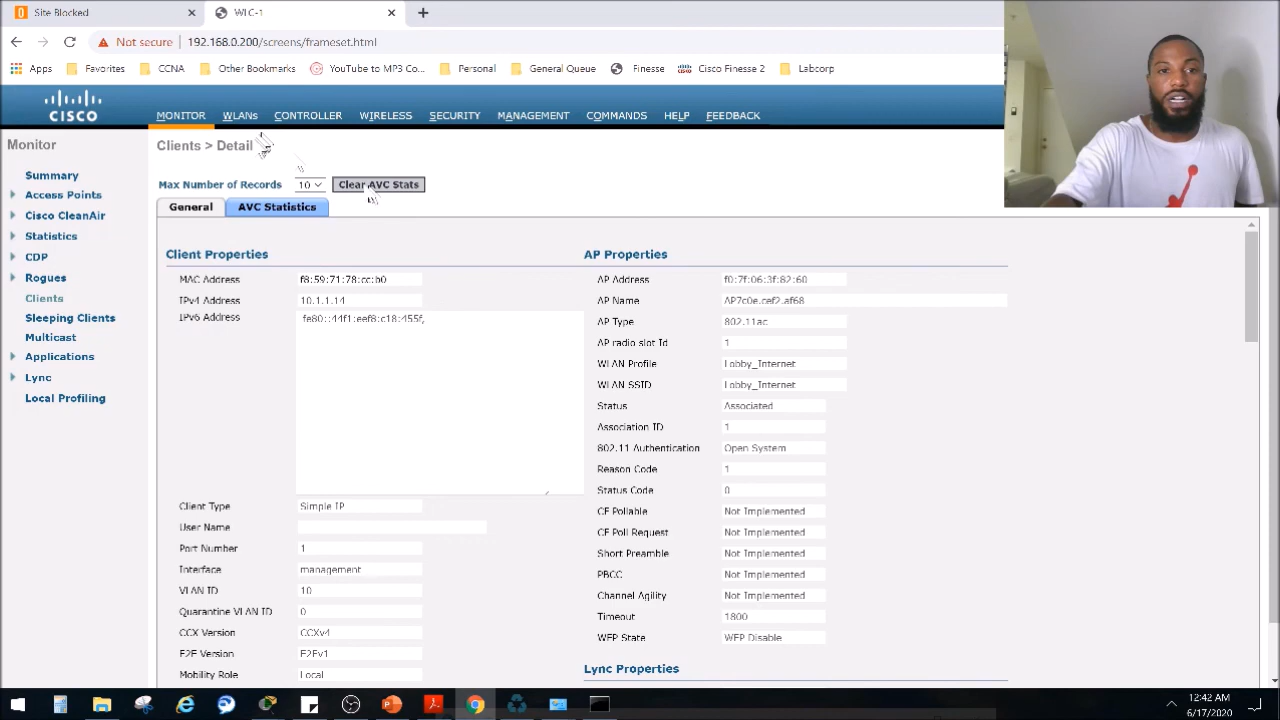 Site Blocked
WLC-1
Not secure 192.168.0.200/screens/frameset.html
Apps Favorites CCNA Other Bookmarks YouTube to MP3 Co... Personal General Queue Finesse Cisco Finesse 2 Labcorp
CISCO
MONITOR WLANs CONTROLLER WIRELESS SECURITY MANAGEMENT COMMANDS HELP FEEDBACK
Monitor
Summary
Access Points
Cisco CleanAir
Statistics
CDP
Rogues
Clients
Sleeping Clients
Multicast
Applications
Lync
Local Profiling
Clients > Detail
Max Number of Records 10 Clear AVC Stats
General AVC Statistics
Client Properties
MAC Address f8:59:71:78:cc:b0
IPv4 Address 10.1.1.14
IPv6 Address fe80::44f1:eef8:c18:455f,
Client Type Simple IP
User Name
Port Number 1
Interface management
VLAN ID 10
Quarantine VLAN ID 0
CCX Version CCXv4
E2E Version E2Ev1
Mobility Role Local
AP Properties
AP Address f0:7f:06:3f:82:60
AP Name AP7c0e.cef2.af68
AP Type 802.11ac
AP radio slot Id 1
WLAN Profile Lobby_Internet
WLAN SSID Lobby_Internet
Status Associated
Association ID 1
802.11 Authentication Open System
Reason Code 1
Status Code 0
CF Pollable Not Implemented
CF Poll Request Not Implemented
Short Preamble Not Implemented
PBCC Not Implemented
Channel Agility Not Implemented
Timeout 1800
WEP State WEP Disable
Lync Properties
12:42 AM
6/17/2020